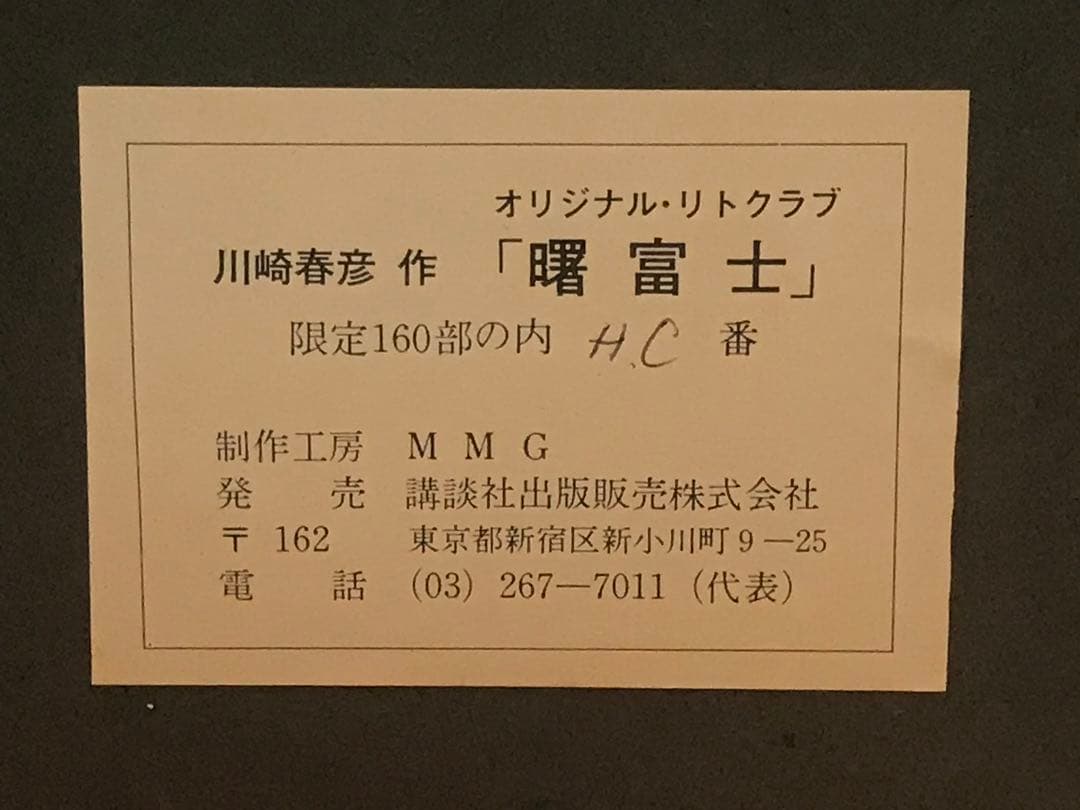 オリジナル・リトクラブ
川崎春彦 作 「曙 富 士」
限定160部の内 H.C 番
制作工房 M M G
発 売 講談社出版販売株式会社
〒162 東京都新宿区新小川町9—25
電 話 (03) 267—7011 (代表)